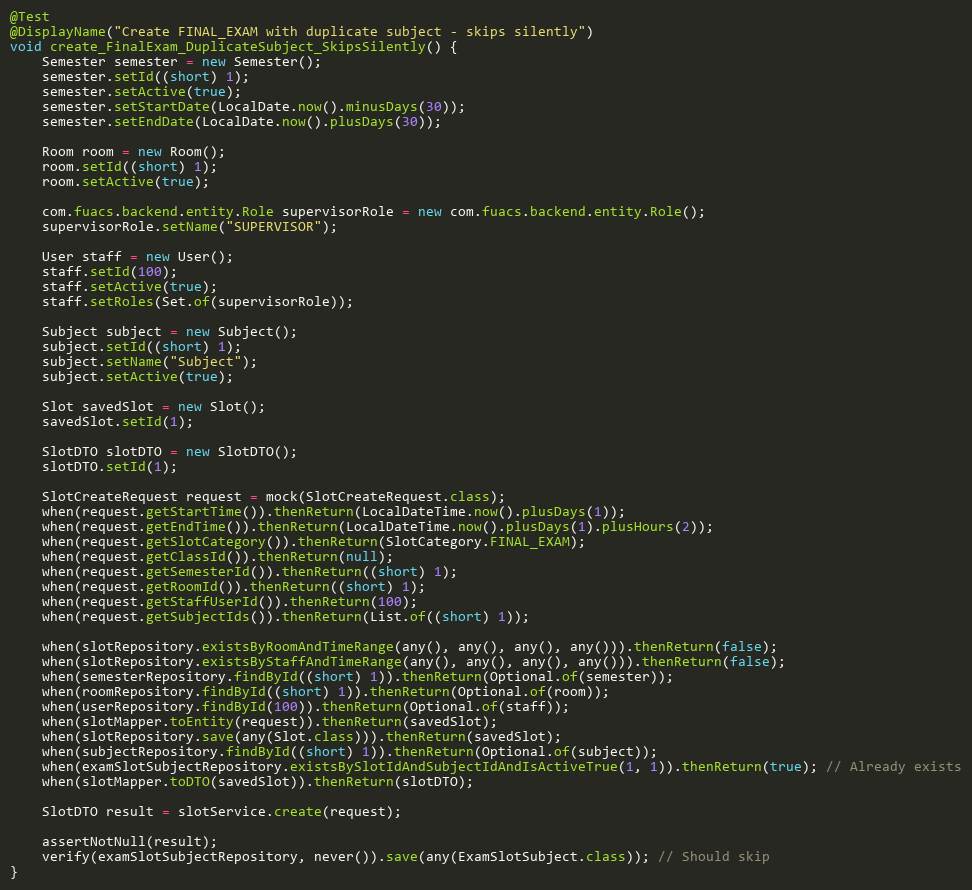 @Test
@DisplayName("Create FINAL_EXAM with duplicate subject - skips silently")
void create_FinalExam_DuplicateSubject_SkipsSilently() {
    Semester semester = new Semester();
    semester.setId((short) 1);
    semester.setActive(true);
    semester.setStartDate(LocalDate.now().minusDays(30));
    semester.setEndDate(LocalDate.now().plusDays(30));

    Room room = new Room();
    room.setId((short) 1);
    room.setActive(true);

    com.fuacs.backend.entity.Role supervisorRole = new com.fuacs.backend.entity.Role();
    supervisorRole.setName("SUPERVISOR");

    User staff = new User();
    staff.setId(100);
    staff.setActive(true);
    staff.setRoles(Set.of(supervisorRole));

    Subject subject = new Subject();
    subject.setId((short) 1);
    subject.setName("Subject");
    subject.setActive(true);

    Slot savedSlot = new Slot();
    savedSlot.setId(1);

    SlotDTO slotDTO = new SlotDTO();
    slotDTO.setId(1);

    SlotCreateRequest request = mock(SlotCreateRequest.class);
    when(request.getStartTime()).thenReturn(LocalDateTime.now().plusDays(1));
    when(request.getEndTime()).thenReturn(LocalDateTime.now().plusDays(1).plusHours(2));
    when(request.getSlotCategory()).thenReturn(SlotCategory.FINAL_EXAM);
    when(request.getClassId()).thenReturn(null);
    when(request.getSemesterId()).thenReturn((short) 1);
    when(request.getRoomId()).thenReturn((short) 1);
    when(request.getStaffUserId()).thenReturn(100);
    when(request.getSubjectIds()).thenReturn(List.of((short) 1));

    when(slotRepository.existsByRoomAndTimeRange(any(), any(), any(), any())).thenReturn(false);
    when(slotRepository.existsByStaffAndTimeRange(any(), any(), any(), any())).thenReturn(false);
    when(semesterRepository.findById((short) 1)).thenReturn(Optional.of(semester));
    when(roomRepository.findById((short) 1)).thenReturn(Optional.of(room));
    when(userRepository.findById(100)).thenReturn(Optional.of(staff));
    when(slotMapper.toEntity(request)).thenReturn(savedSlot);
    when(slotRepository.save(any(Slot.class))).thenReturn(savedSlot);
    when(subjectRepository.findById((short) 1)).thenReturn(Optional.of(subject));
    when(examSlotSubjectRepository.existsBySlotIdAndSubjectIdAndIsActiveTrue(1, 1)).thenReturn(true); // Already exists
    when(slotMapper.toDTO(savedSlot)).thenReturn(slotDTO);

    SlotDTO result = slotService.create(request);

    assertNotNull(result);
    verify(examSlotSubjectRepository, never()).save(any(ExamSlotSubject.class)); // Should skip
}